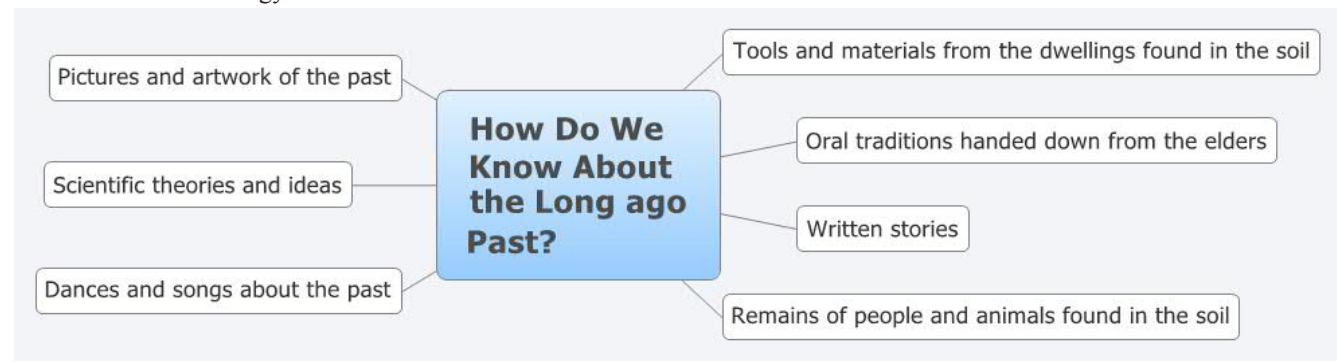 Pictures and artwork of the past
Scientific theories and ideas
Dances and songs about the past
How Do We
Know About
the Long ago
Past?
Tools and materials from the dwellings found in the soil
Oral traditions handed down from the elders
Written stories
Remains of people and animals found in the soil